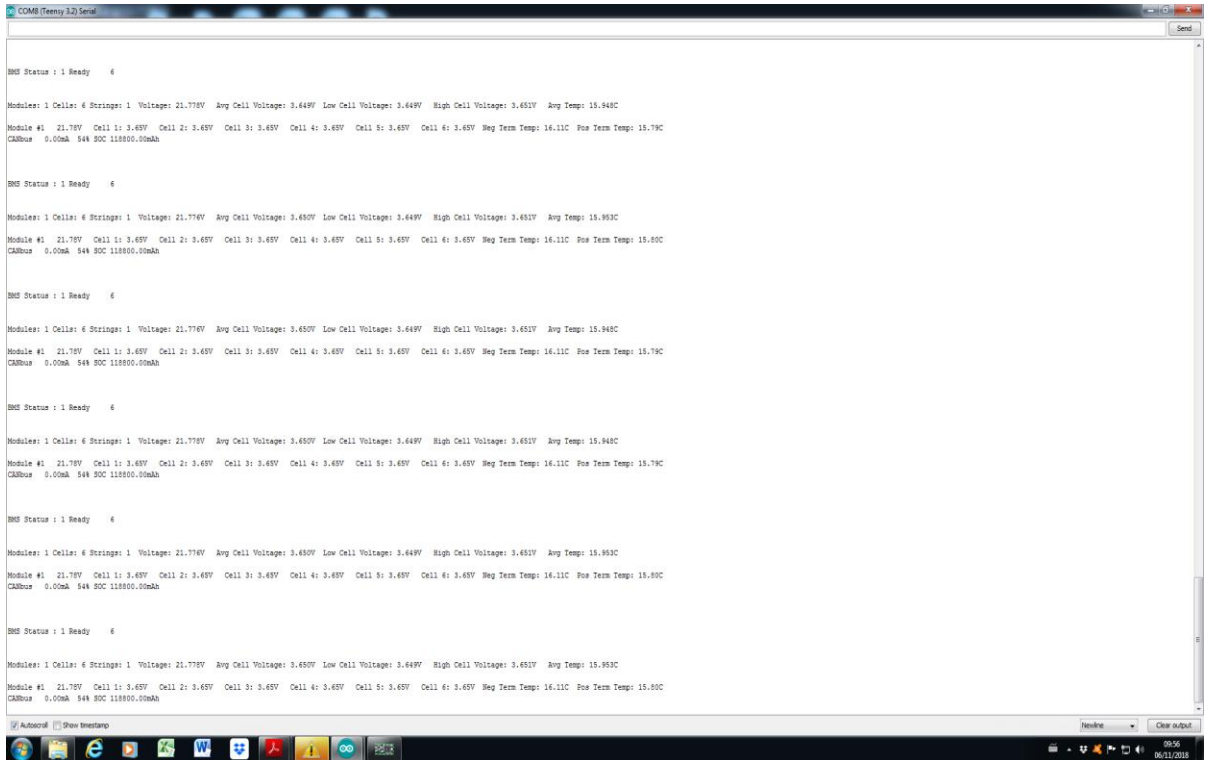 COM8 (Teensy 3.2) Serial
Send
BMS Status : 1 Ready 6
Modules: 1 Cells: 6 Strings: 1 Voltage: 21.778V Avg Cell Voltage: 3.649V Low Cell Voltage: 3.649V High Cell Voltage: 3.651V Avg Temp: 15.948C
Module #1 21.78V Cell 1: 3.65V Cell 2: 3.65V Cell 3: 3.65V Cell 4: 3.65V Cell 5: 3.65V Cell 6: 3.65V Neg Term Temp: 16.11C Pos Term Temp: 15.79C
CANbus 0.00mA 54% SOC 118800.00mAh
BMS Status : 1 Ready 6
Modules: 1 Cells: 6 Strings: 1 Voltage: 21.776V Avg Cell Voltage: 3.650V Low Cell Voltage: 3.649V High Cell Voltage: 3.651V Avg Temp: 15.953C
Module #1 21.78V Cell 1: 3.65V Cell 2: 3.65V Cell 3: 3.65V Cell 4: 3.65V Cell 5: 3.65V Cell 6: 3.65V Neg Term Temp: 16.11C Pos Term Temp: 15.80C
CANbus 0.00mA 54% SOC 118800.00mAh
BMS Status : 1 Ready 6
Modules: 1 Cells: 6 Strings: 1 Voltage: 21.776V Avg Cell Voltage: 3.650V Low Cell Voltage: 3.649V High Cell Voltage: 3.651V Avg Temp: 15.948C
Module #1 21.78V Cell 1: 3.65V Cell 2: 3.65V Cell 3: 3.65V Cell 4: 3.65V Cell 5: 3.65V Cell 6: 3.65V Neg Term Temp: 16.11C Pos Term Temp: 15.79C
CANbus 0.00mA 54% SOC 118800.00mAh
BMS Status : 1 Ready 6
Modules: 1 Cells: 6 Strings: 1 Voltage: 21.778V Avg Cell Voltage: 3.650V Low Cell Voltage: 3.649V High Cell Voltage: 3.651V Avg Temp: 15.948C
Module #1 21.78V Cell 1: 3.65V Cell 2: 3.65V Cell 3: 3.65V Cell 4: 3.65V Cell 5: 3.65V Cell 6: 3.65V Neg Term Temp: 16.11C Pos Term Temp: 15.79C
CANbus 0.00mA 54% SOC 118800.00mAh
BMS Status : 1 Ready 6
Modules: 1 Cells: 6 Strings: 1 Voltage: 21.776V Avg Cell Voltage: 3.650V Low Cell Voltage: 3.649V High Cell Voltage: 3.651V Avg Temp: 15.953C
Module #1 21.78V Cell 1: 3.65V Cell 2: 3.65V Cell 3: 3.65V Cell 4: 3.65V Cell 5: 3.65V Cell 6: 3.65V Neg Term Temp: 16.11C Pos Term Temp: 15.80C
CANbus 0.00mA 54% SOC 118800.00mAh
BMS Status : 1 Ready 6
Modules: 1 Cells: 6 Strings: 1 Voltage: 21.778V Avg Cell Voltage: 3.650V Low Cell Voltage: 3.649V High Cell Voltage: 3.651V Avg Temp: 15.953C
Module #1 21.78V Cell 1: 3.65V Cell 2: 3.65V Cell 3: 3.65V Cell 4: 3.65V Cell 5: 3.65V Cell 6: 3.65V Neg Term Temp: 16.11C Pos Term Temp: 15.80C
CANbus 0.00mA 54% SOC 118800.00mAh
Autoscroll Show timestamp Newline Clear output
09:56
06/11/2018